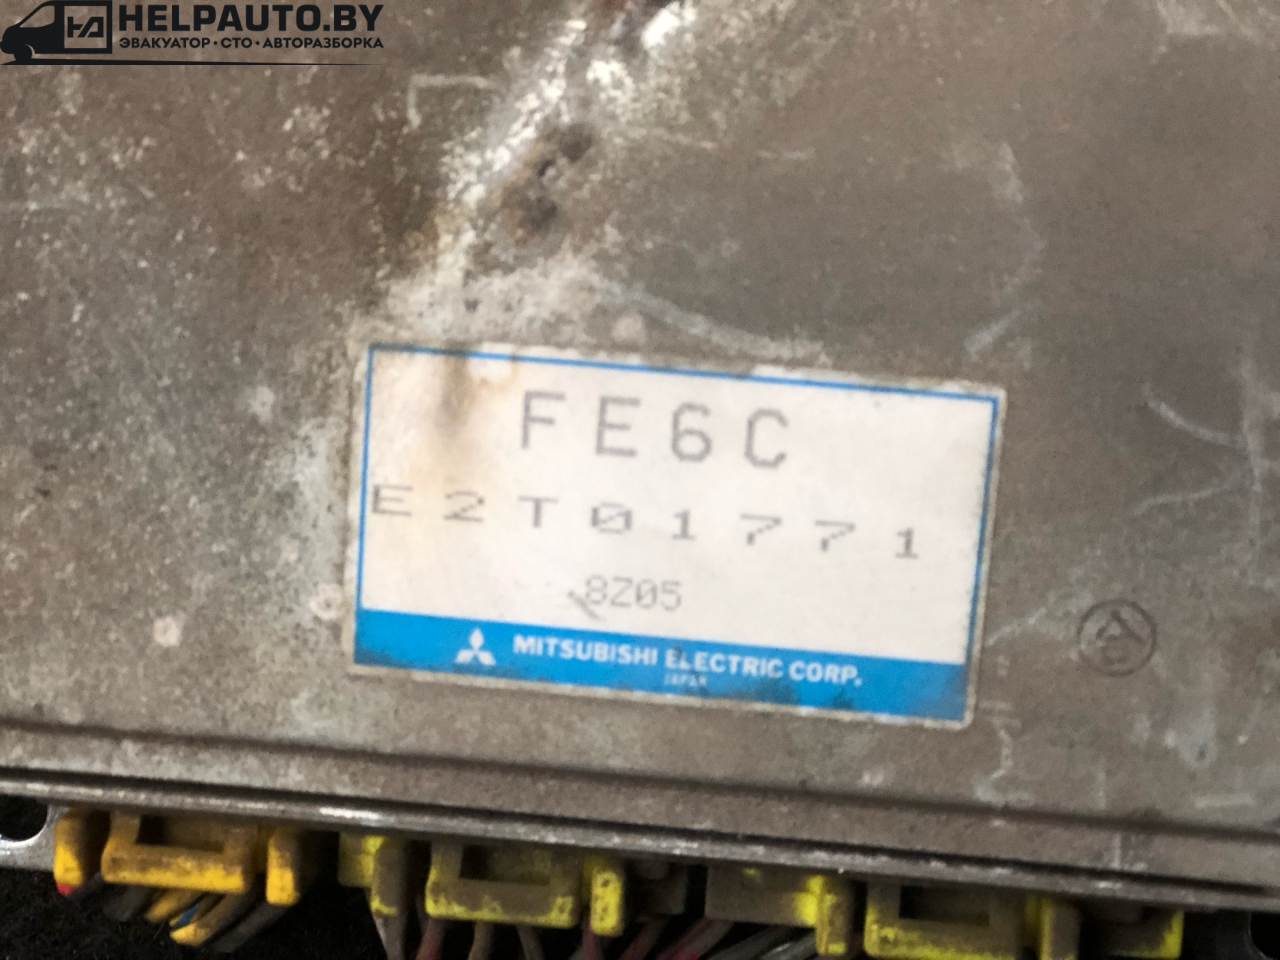 HELPAUTO.BY
ЭВАКУАТОР · СТО · АВТОРАЗБОРКА
FE6C
E2T01771
8Z05
MITSUBISHI ELECTRIC CORP.
JAPAN